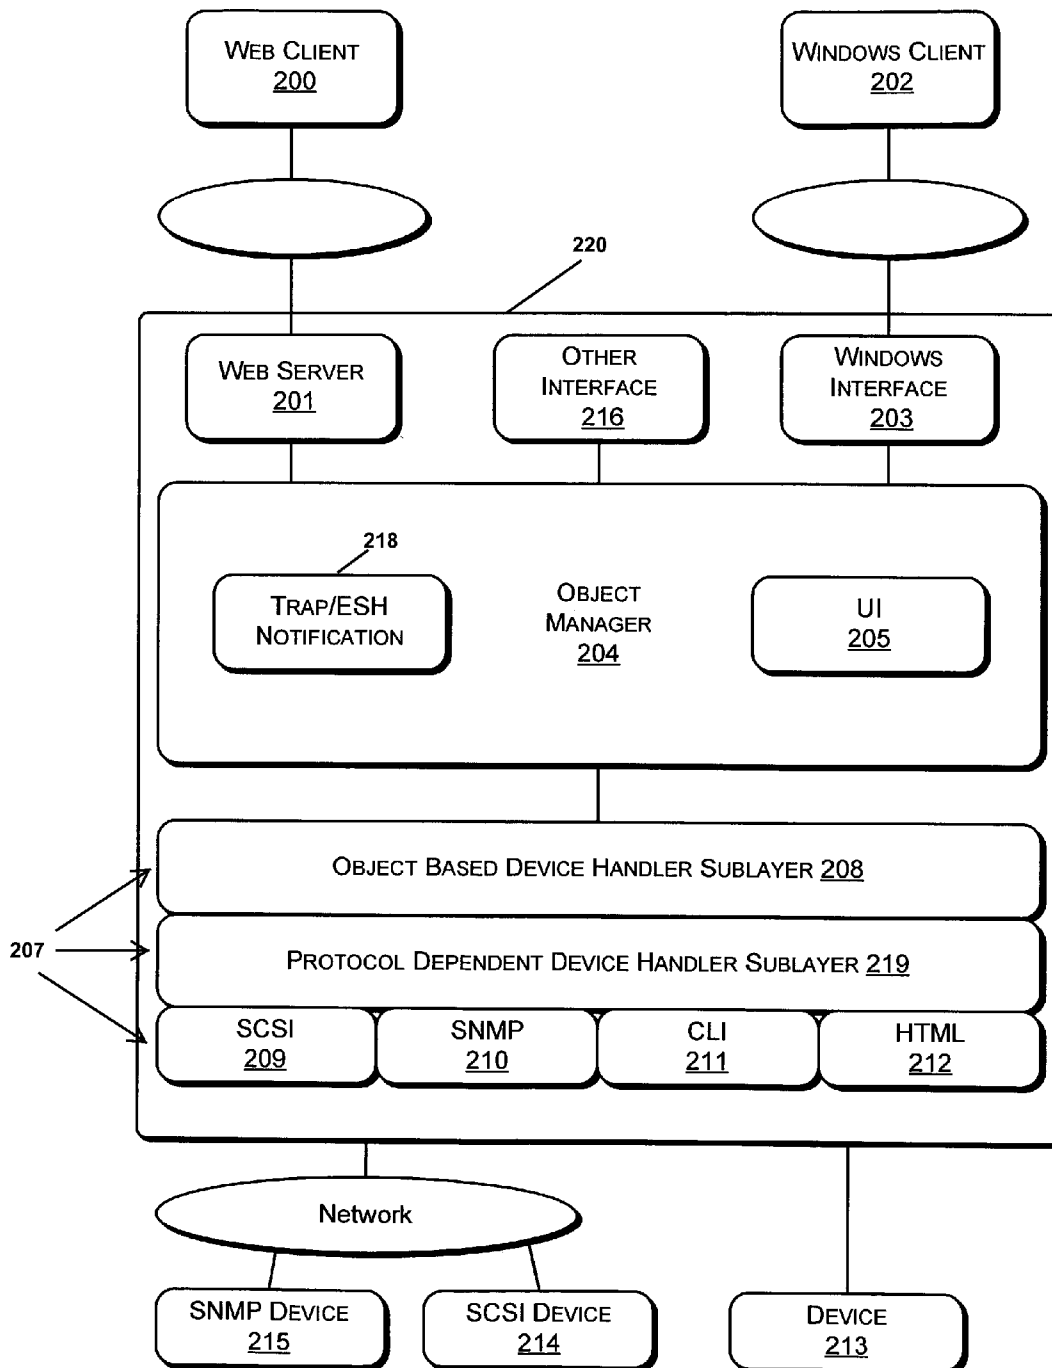 WEB CLIENT
200
WINDOWS CLIENT
202
220
WEB SERVER
201
OTHER
INTERFACE
216
WINDOWS
INTERFACE
203
218
TRAP/ESH
NOTIFICATION
OBJECT
MANAGER
204
UI
205
OBJECT BASED DEVICE HANDLER SUBLAYER 208
207
PROTOCOL DEPENDENT DEVICE HANDLER SUBLAYER 219
SCSI
209
SNMP
210
CLI
211
HTML
212
Network
SNMP DEVICE
215
SCSI DEVICE
214
DEVICE
213